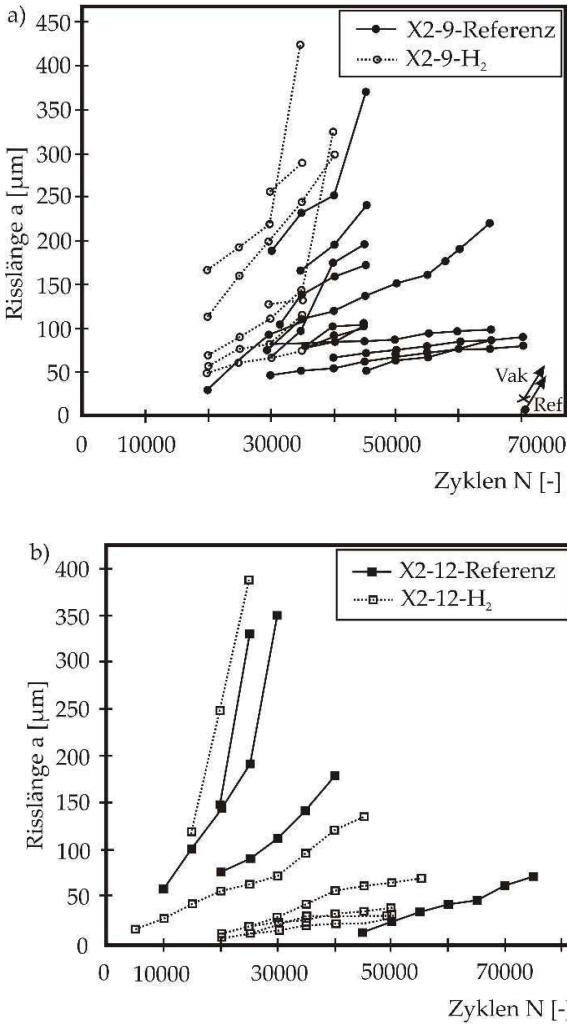 a)
Risslänge a [µm]
450
400
350
300
250
200
150
100
50
0
X2-9-Referenz
X2-9-H₂
Vak
Ref
0 10000 30000 50000 70000
Zyklen N [-]
b)
Risslänge a [µm]
400
350
300
250
200
150
100
50
0
X2-12-Referenz
X2-12-H₂
0 10000 30000 50000 70000
Zyklen N [-]